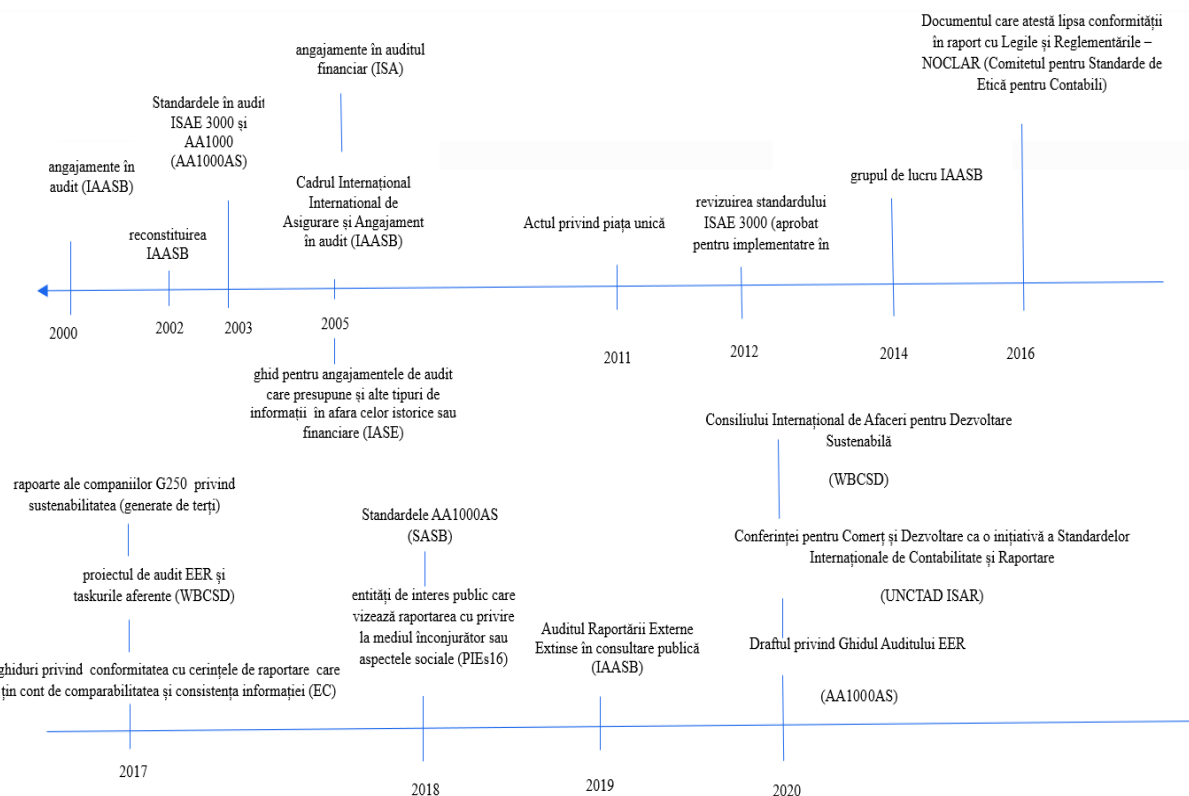 angajamente în
audit (IAASB)
2000
reconstituirea
IAASB
2002
Standardele în audit
ISAE 3000 și
AA1000
(AA1000AS)
2003
angajamente în auditul
financiar (ISA)
Cadrul Internațional
International de
Asigurare și Angajament
în audit (IAASB)
2005
ghid pentru angajamentele de audit
care presupune și alte tipuri de
informații în afara celor istorice sau
financiare (IASE)
Actul privind piața unică
2011
revizuirea standardului
ISAE 3000 (aprobat
pentru implementatre în
2012
grupul de lucru IAASB
2014
Documentul care atestă lipsa conformității
în raport cu Legile și Reglementările –
NOCLAR (Comitetul pentru Standarde de
Etică pentru Contabili)
2016
rapoarte ale companiilor G250 privind
sustenabilitatea (generate de terți)
proiectul de audit EER și
taskurile aferente (WBCSD)
ghiduri privind conformitatea cu cerințele de raportare care
țin cont de comparabilitatea și consistența informației (EC)
2017
Standardele AA1000AS
(SASB)
entități de interes public care
vizează raportarea cu privire
la mediul înconjurător sau
aspectele sociale (PIEs16)
2018
Auditul Raportării Externe
Extinse în consultare publică
(IAASB)
2019
Consiliului Internațional de Afaceri pentru Dezvoltare
Sustenabilă
(WBCSD)
Conferinței pentru Comerț și Dezvoltare ca o inițiativă a Standardelor
Internaționale de Contabilitate și Raportare
(UNCTAD ISAR)
Draftul privind Ghidul Auditului EER
(AA1000AS)
2020